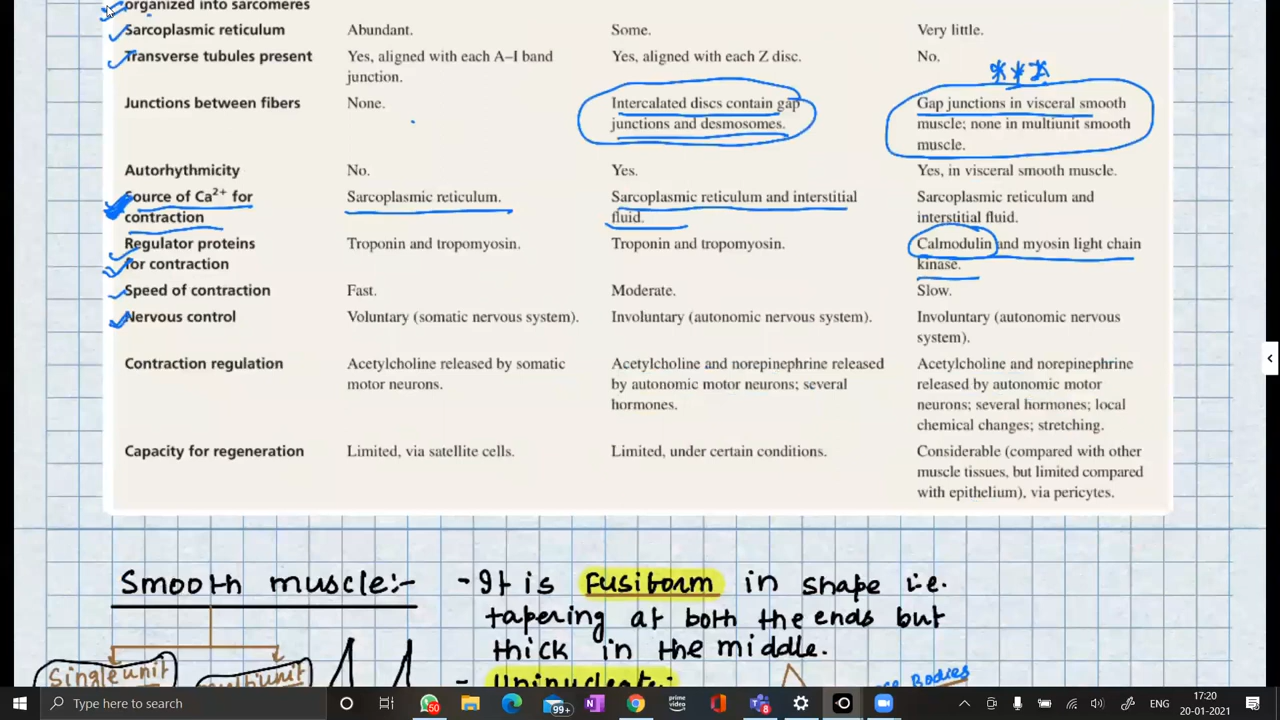 organized into sarcomeres
Sarcoplasmic reticulum Abundant. Some. Very little.
Transverse tubules present Yes, aligned with each A–I band Yes, aligned with each Z disc. No.
junction.
Junctions between fibers None. Intercalated discs contain gap Gap junctions in visceral smooth
junctions and desmosomes. muscle; none in multiunit smooth
muscle.
Autorhythmicity No. Yes. Yes, in visceral smooth muscle.
Source of Ca²⁺ for Sarcoplasmic reticulum. Sarcoplasmic reticulum and interstitial Sarcoplasmic reticulum and
contraction fluid. interstitial fluid.
Regulator proteins Troponin and tropomyosin. Troponin and tropomyosin. Calmodulin and myosin light chain
for contraction kinase.
Speed of contraction Fast. Moderate. Slow.
Nervous control Voluntary (somatic nervous system). Involuntary (autonomic nervous system). Involuntary (autonomic nervous
system).
Contraction regulation Acetylcholine released by somatic Acetylcholine and norepinephrine released Acetylcholine and norepinephrine
motor neurons. by autonomic motor neurons; several released by autonomic motor
hormones. neurons; several hormones; local
chemical changes; stretching.
Capacity for regeneration Limited, via satellite cells. Limited, under certain conditions. Considerable (compared with other
muscle tissues, but limited compared
with epithelium), via pericytes.
Smooth muscle:- - It is fusiform in shape i.e.
tapering at both the ends but
thick in the middle.
Single unit - Uninucleate:
Bodies
Type here to search
50
99+
prime video
8
ENG
17:20
20-01-2021